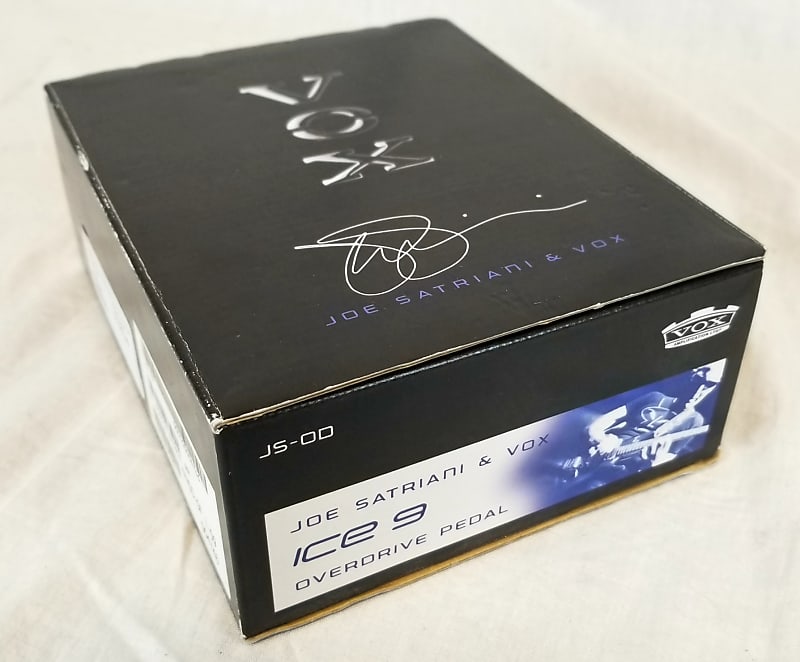 VOX
JOE SATRIANI & VOX
VOX
JS-OD
JOE SATRIANI & VOX
ICE 9
OVERDRIVE PEDAL